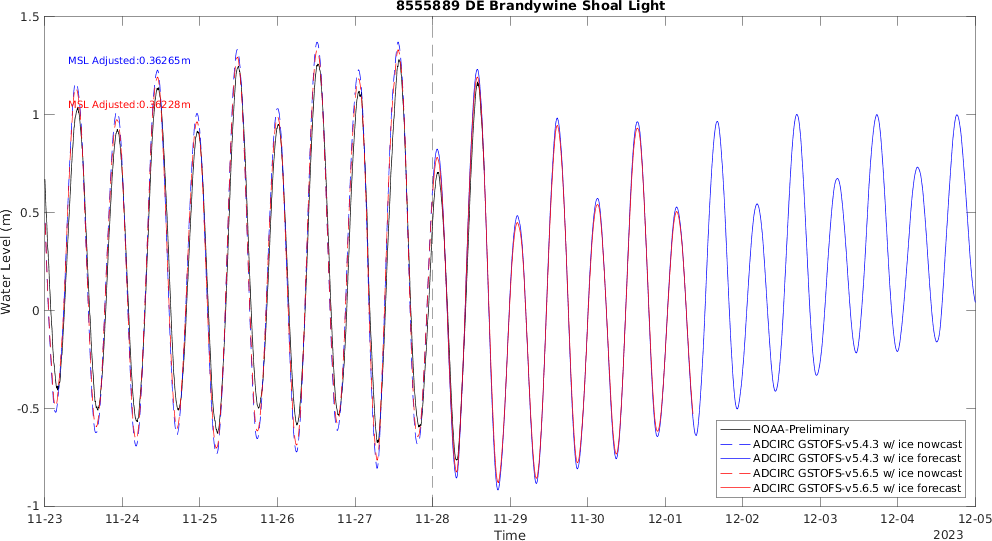 8555889 DE Brandywine Shoal Light
1.5
1
0.5
0
-0.5
-1
Water Level (m)
MSL Adjusted:0.36265m
MSL Adjusted:0.36228m
NOAA-Preliminary
ADCIRC GSTOFS-v5.4.3 w/ ice nowcast
ADCIRC GSTOFS-v5.4.3 w/ ice forecast
ADCIRC GSTOFS-v5.6.5 w/ ice nowcast
ADCIRC GSTOFS-v5.6.5 w/ ice forecast
11-23 11-24 11-25 11-26 11-27 11-28 11-29 11-30 12-01 12-02 12-03 12-04 12-05
Time
2023